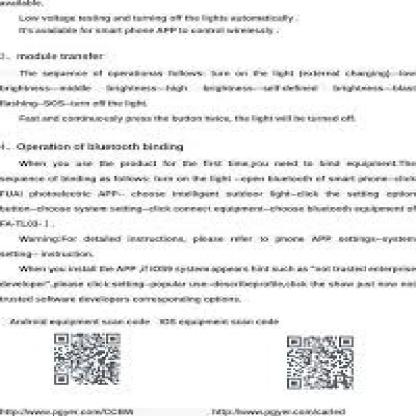 available.
Low voltage testing and turning off the lights automatically .
It's available for smart phone APP to control wirelessly .
3、module transfer
The sequence of operationas follows: turn on the light (external charging)--low
brightness--middle brightness--high brightness--self-defined brightness--blast
flashing--SOS--turn off the light.
Fast and continuously press the button twice, the light will be turned off.
4、Operation of bluetooth binding
When you use the product for the first time,you need to bind equipment.The
sequence of binding as follows: turn on the light --open bluetooth of smart phone--click
FUAI photoelectric APP-- choose intelligent outdoor light--click the setting option
button--choose system setting--click connect equipment--choose bluetooth equipment of
FA-TL03-1 .
Warning:For detailed instructions, please refer to phone APP settings--system
setting-- instruction.
When you install the APP ,if IOS9 system appears hint such as "not trusted enterprise
developer",please click setting--popular use--describeprofile,click the show just now not
trusted software developers corresponding options.
Android equipment scan code IOS equipment scan code
http://www.pgyer.com/CCBW http://www.pgyer.com/carled